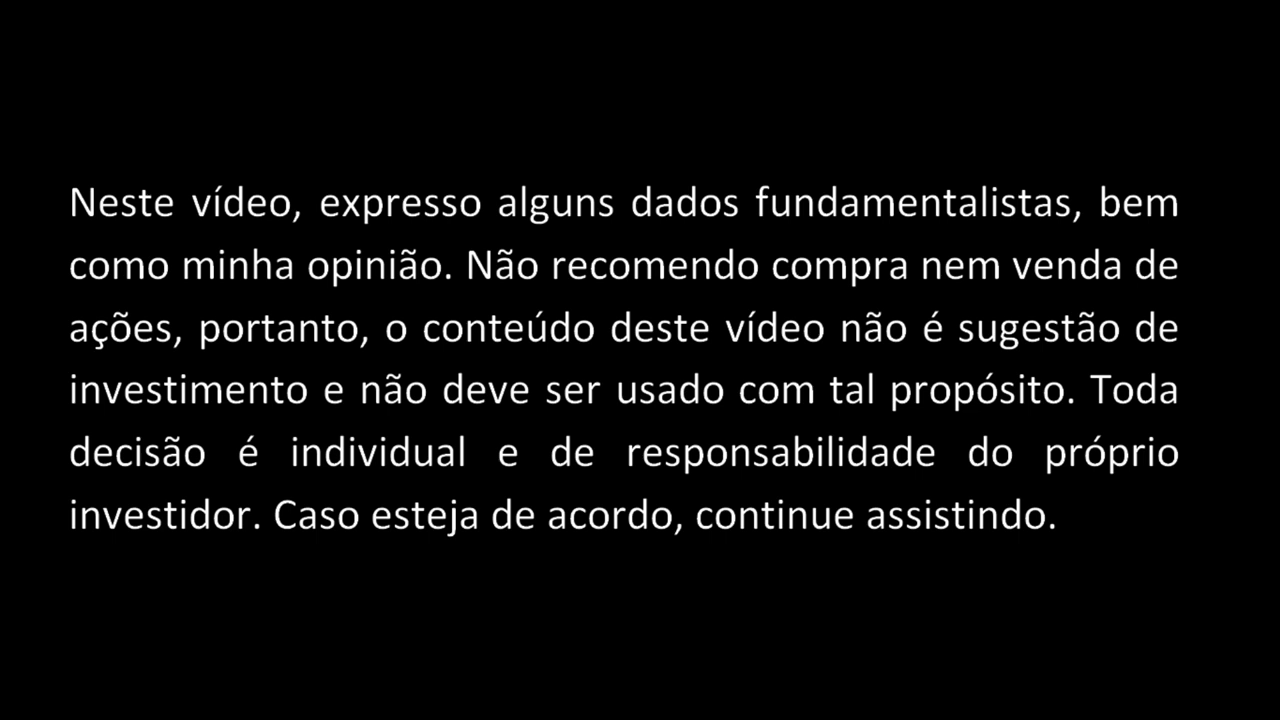 Neste vídeo, expresso alguns dados fundamentalistas, bem
como minha opinião. Não recomendo compra nem venda de
ações, portanto, o conteúdo deste vídeo não é sugestão de
investimento e não deve ser usado com tal propósito. Toda
decisão é individual e de responsabilidade do próprio
investidor. Caso esteja de acordo, continue assistindo.